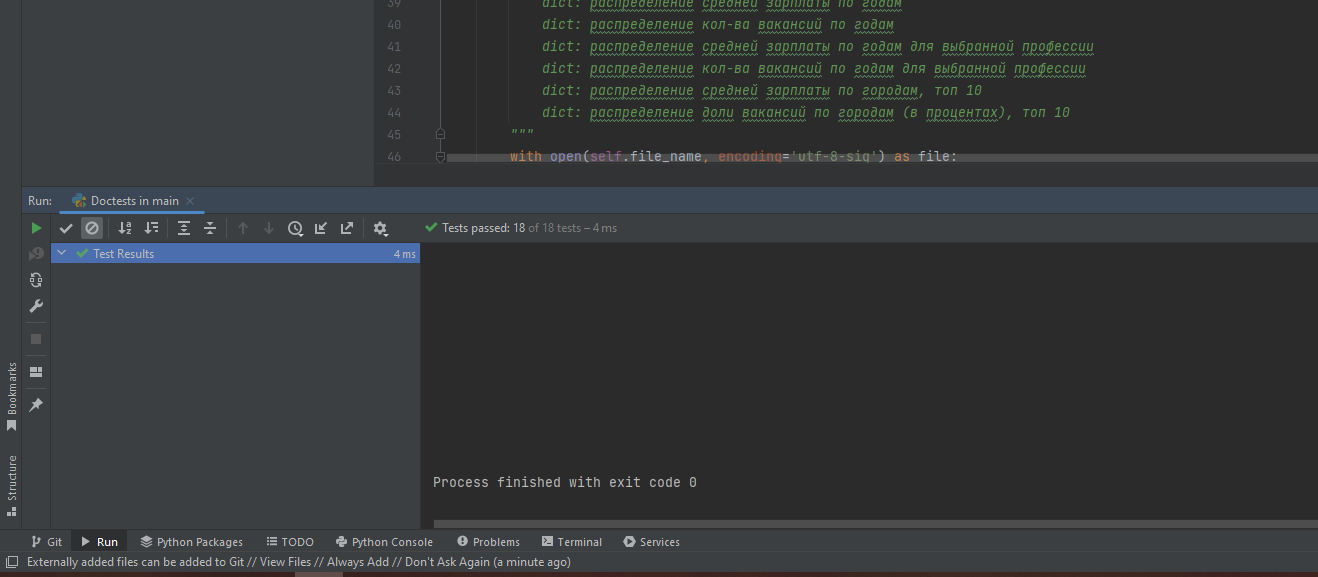 39 dict: распределение средней зарплаты по годам
40 dict: распределение кол-ва вакансий по годам
41 dict: распределение средней зарплаты по годам для выбранной профессии
42 dict: распределение кол-ва вакансий по годам для выбранной профессии
43 dict: распределение средней зарплаты по городам, топ 10
44 dict: распределение доли вакансий по городам (в процентах), топ 10
45 """
46 with open(self.file_name, encoding='utf-8-sig') as file:
Run: Doctests in main
Tests passed: 18 of 18 tests – 4 ms
Test Results 4 ms
Bookmarks
Structure
Process finished with exit code 0
Git Run Python Packages TODO Python Console Problems Terminal Services
Externally added files can be added to Git // View Files // Always Add // Don't Ask Again (a minute ago)